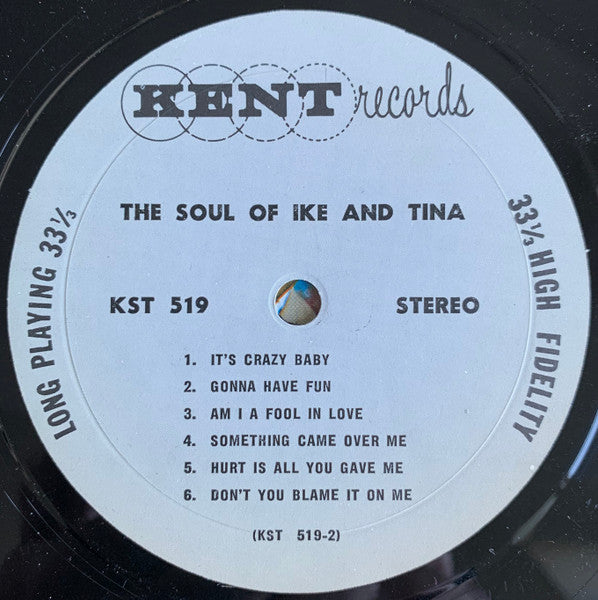 KENT records
THE SOUL OF IKE AND TINA
KST 519
STEREO
LONG PLAYING 33⅓
33⅓ HIGH FIDELITY
1. IT'S CRAZY BABY
2. GONNA HAVE FUN
3. AM I A FOOL IN LOVE
4. SOMETHING CAME OVER ME
5. HURT IS ALL YOU GAVE ME
6. DON'T YOU BLAME IT ON ME
(KST 519-2)